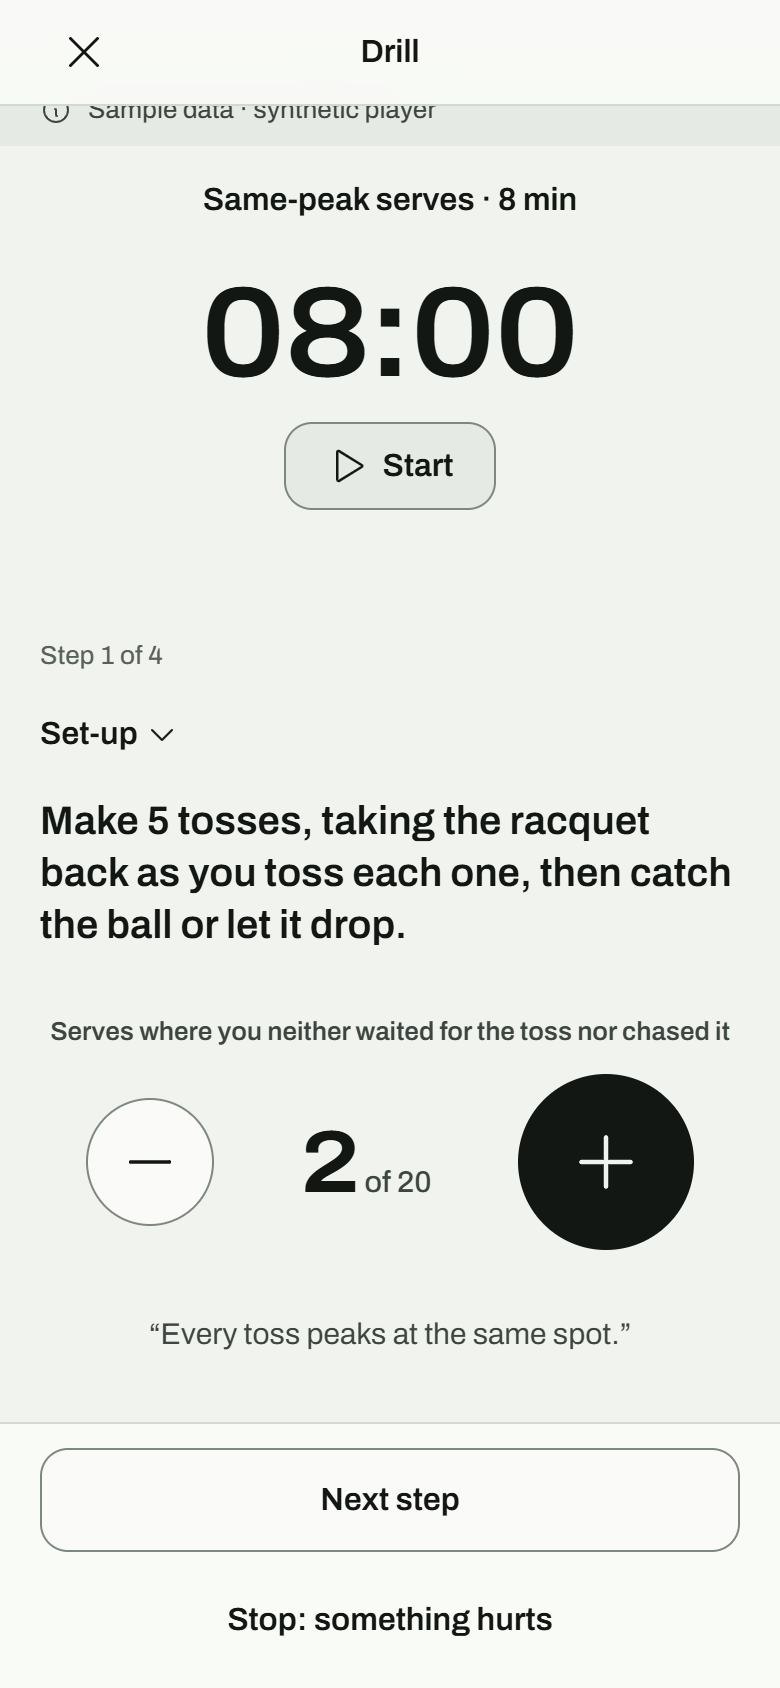 Drill
Sample data · synthetic player
Same-peak serves · 8 min
08:00
Start
Step 1 of 4
Set-up
Make 5 tosses, taking the racquet
back as you toss each one, then catch
the ball or let it drop.
Serves where you neither waited for the toss nor chased it
2 of 20
“Every toss peaks at the same spot.”
Next step
Stop: something hurts